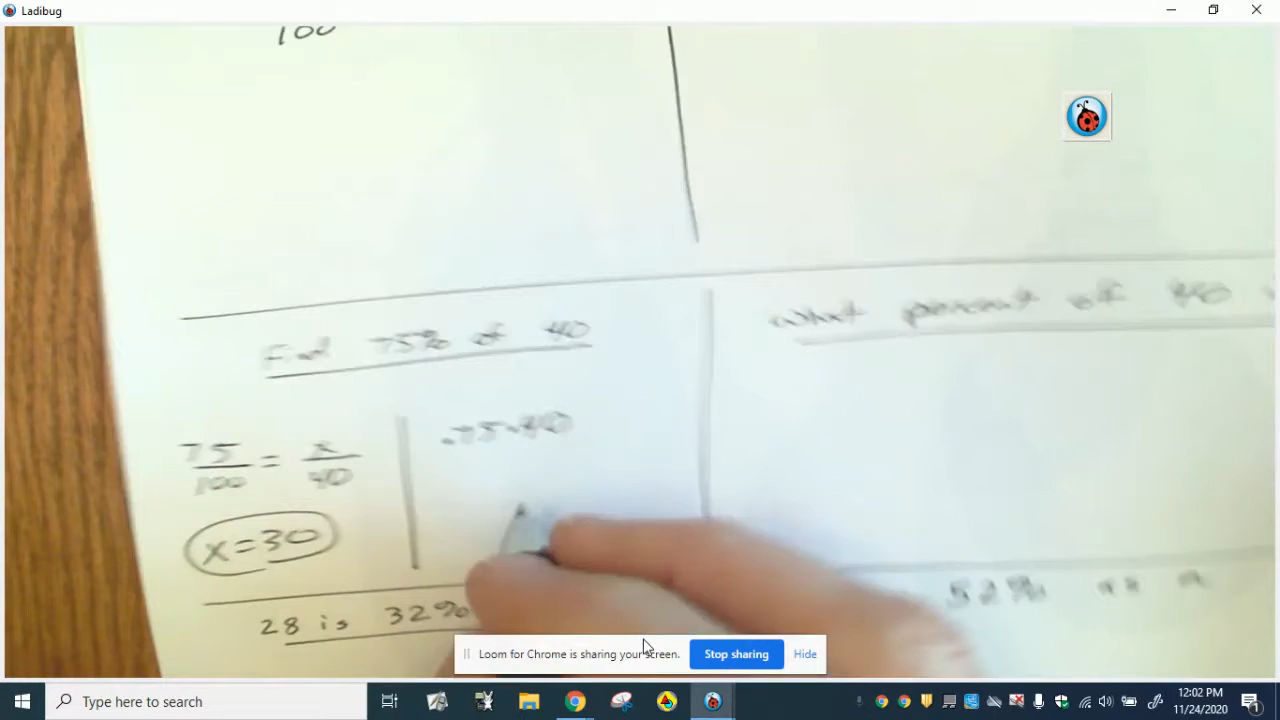 Ladibug
100
Find 75% of 40
What percent of 40
75/100 = x/40
.75·40
x=30
28 is 32%
52% as a
Loom for Chrome is sharing your screen.
Stop sharing
Hide
Type here to search
12:02 PM
11/24/2020
1